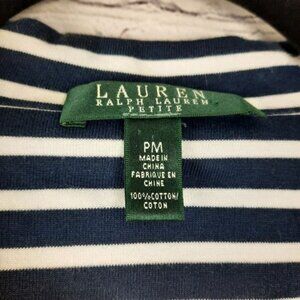 LAUREN
RALPH LAUREN
PETITE
PM
MADE IN
CHINA
FABRIQUE EN
CHINE
100%COTTON/
COTON